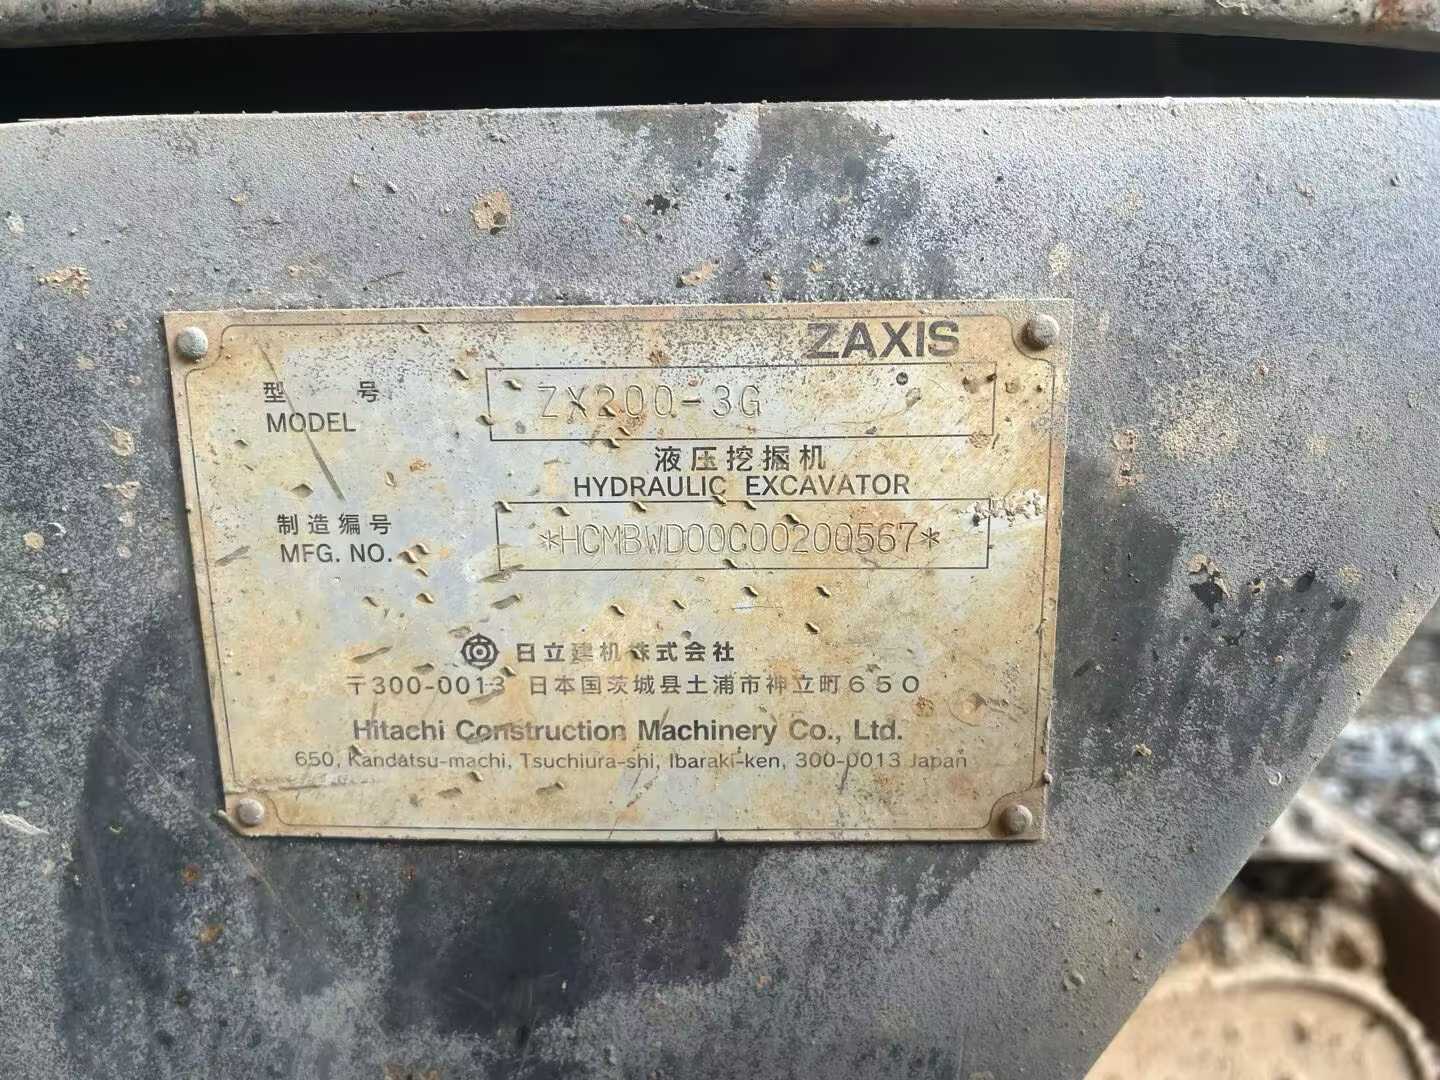 ZAXIS
型 号 ZX200-3G
MODEL
液压挖掘机
HYDRAULIC EXCAVATOR
制造编号 *HCMBWD00C00200567*
MFG. NO.
日立建机株式会社
〒300-0013 日本国茨城县土浦市神立町650
Hitachi Construction Machinery Co., Ltd.
650, Kandatsu-machi, Tsuchiura-shi, Ibaraki-ken, 300-0013 Japan